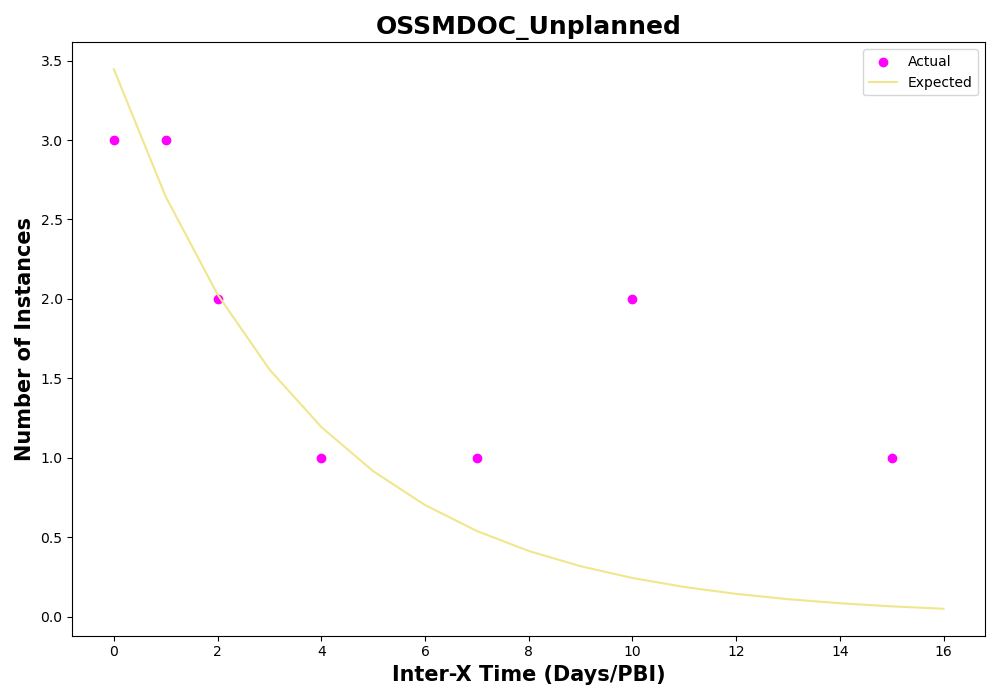 OSSMDOC_Unplanned
Actual
Expected
3.5
3.0
2.5
2.0
1.5
1.0
0.5
0.0
Number of Instances
0 2 4 6 8 10 12 14 16
Inter-X Time (Days/PBI)